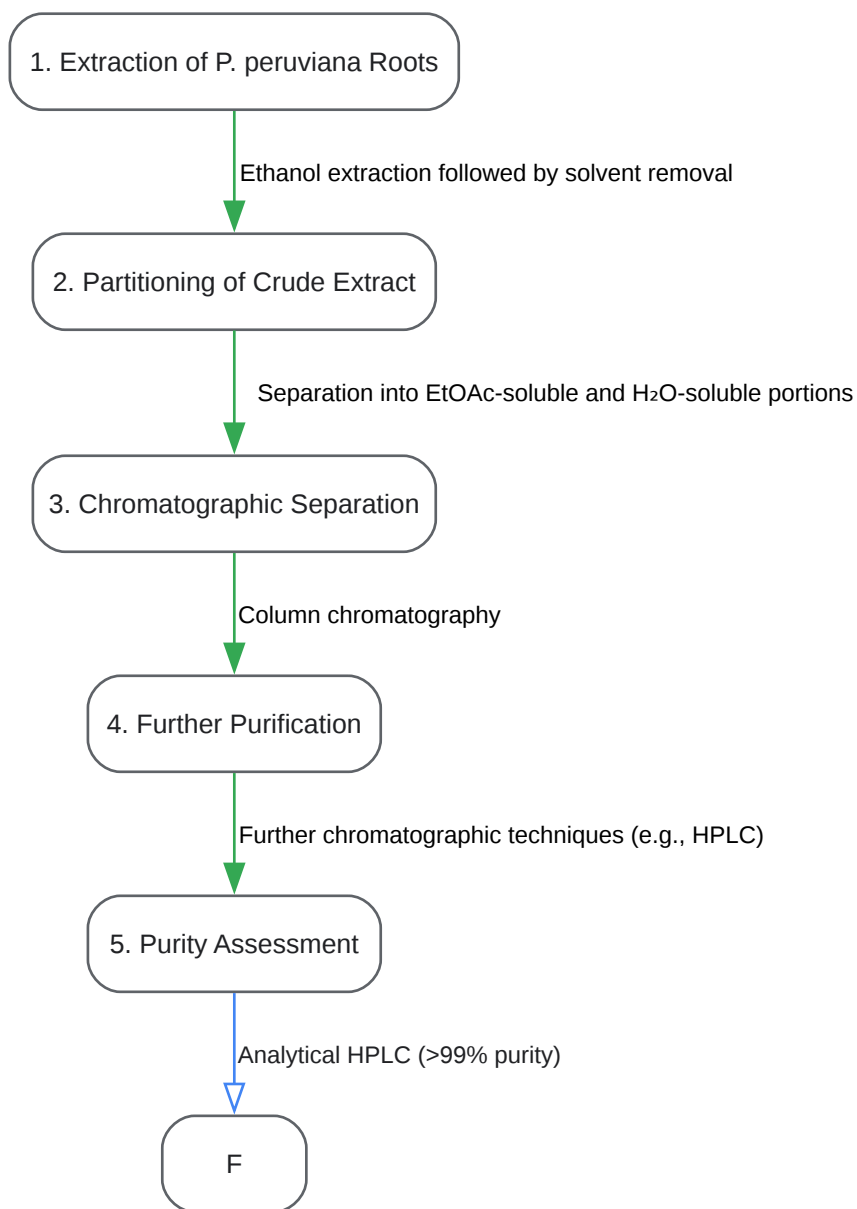 1. Extraction of P. peruviana Roots
Ethanol extraction followed by solvent removal
2. Partitioning of Crude Extract
Separation into EtOAc-soluble and H₂O-soluble portions
3. Chromatographic Separation
Column chromatography
4. Further Purification
Further chromatographic techniques (e.g., HPLC)
5. Purity Assessment
Analytical HPLC (>99% purity)
F